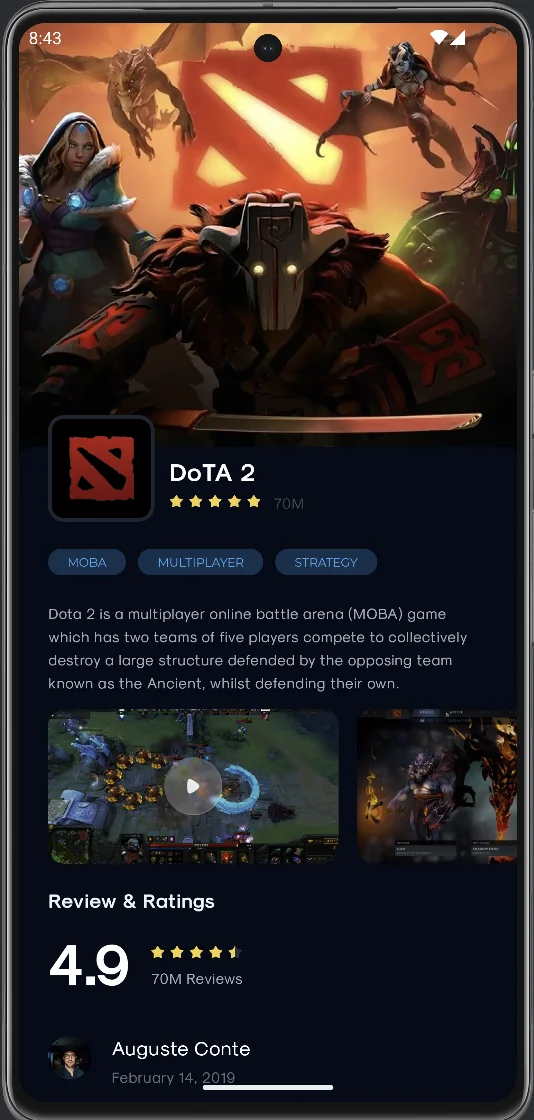 8:43
DoTA 2
70M
MOBA
MULTIPLAYER
STRATEGY
Dota 2 is a multiplayer online battle arena (MOBA) game
which has two teams of five players compete to collectively
destroy a large structure defended by the opposing team
known as the Ancient, whilst defending their own.
Review & Ratings
4.9
70M Reviews
Auguste Conte
February 14, 2019